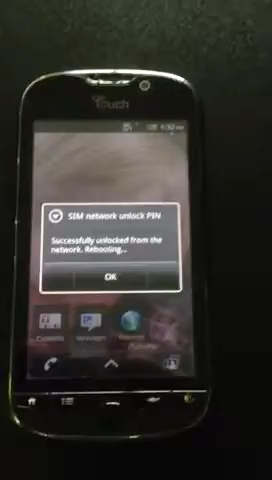 Touch
SIM network unlock PIN
Successfully unlocked from the
network. Rebooting...
OK